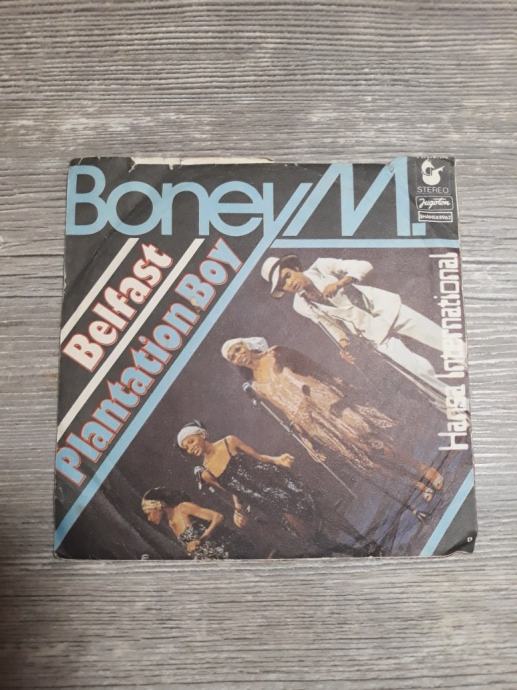 Boney M.
STEREO
Jugoton
Belfast
Plantation Boy
Hansa International